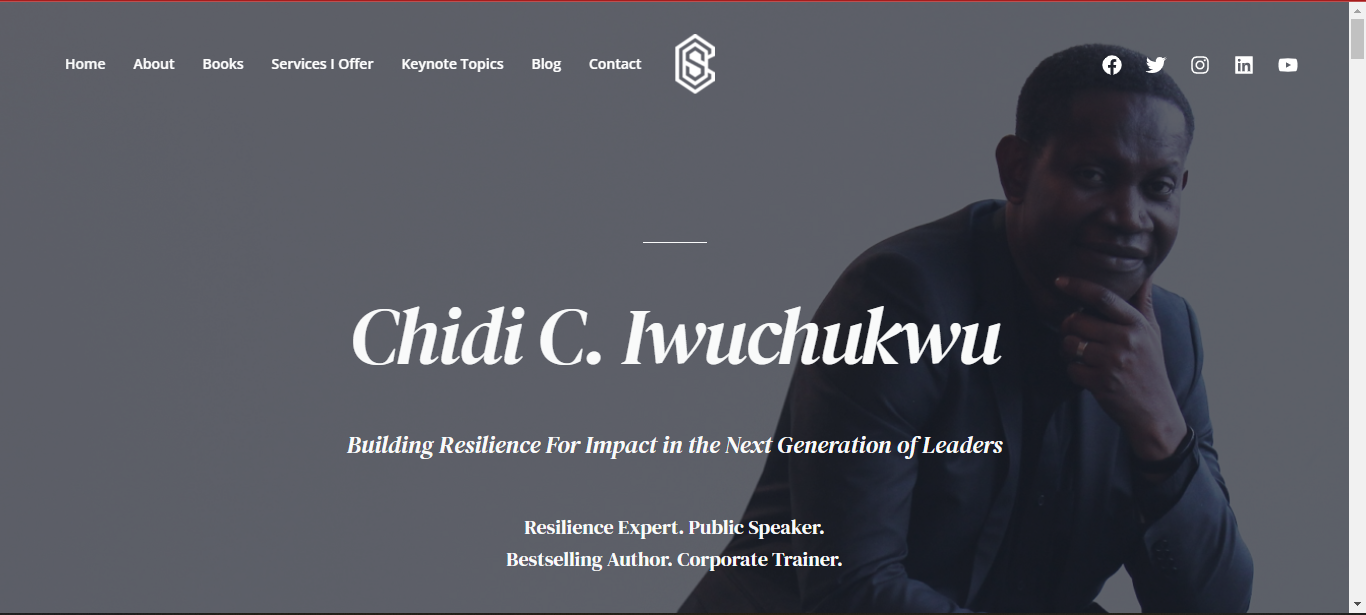 Home About Books Services I Offer Keynote Topics Blog Contact
Chidi C. Iwuchukwu
Building Resilience For Impact in the Next Generation of Leaders
Resilience Expert. Public Speaker.
Bestselling Author. Corporate Trainer.